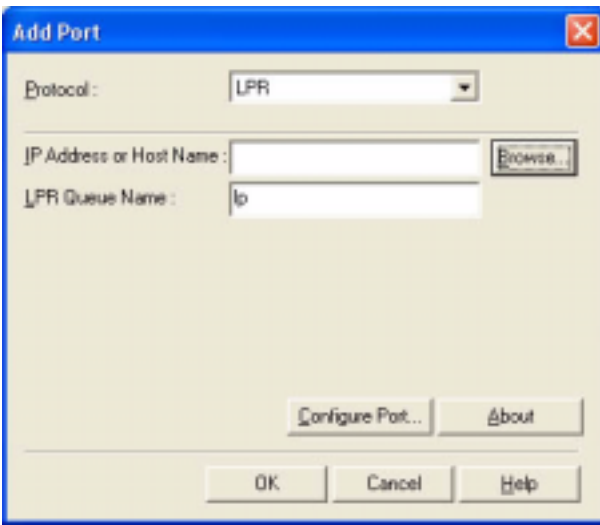 Add Port
Protocol : LPR
IP Address or Host Name : Browse...
LPR Queue Name : lp
Configure Port... About
OK Cancel Help